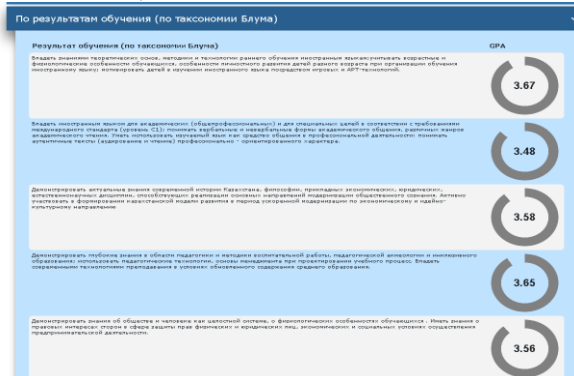 По результатам обучения (по таксономии Блума)
Результат обучения (по таксономии Блума)
GPA
Владеть знаниями теоретических основ, методики и технологии раннего обучения иностранным языкам; учитывать возрастные и
физиологические особенности обучающихся, особенности личностного развития детей разного возраста при организации обучения
иностранному языку; мотивировать детей в изучении иностранного языка посредством игровых и АРТ-технологий.
3.67
Владеть иностранным языком для академических (общепрофессиональных) и для специальных целей в соответствии с требованиями
международного стандарта (уровень С1); понимать вербальные и невербальные формы академического общения, различных жанров
академического чтения. Уметь использовать изучаемый язык как средство общения в профессиональной деятельности: понимать
аутентичные тексты (аудирование и чтение) профессионально - ориентированного характера.
3.48
Демонстрировать актуальные знания современной истории Казахстана, философии, прикладных экономических, юридических,
естественнонаучных дисциплин, способствующих реализации основных направлений модернизации общественного сознания. Активно
участвовать в формировании казахстанской модели развития в период ускоренной модернизации по экономическому и идейно-
культурному направлению
3.58
Демонстрировать глубокие знания в области педагогики и методики воспитательной работы, педагогической акмеологии и инклюзивного
образования; использовать педагогические технологии, основы менеджмента при проектировании учебного процесс. Владеть
современными технологиями преподавания в условиях обновленного содержания среднего образования.
3.65
Демонстрировать знания об обществе и человеке как целостной системе, о физиологических особенностях обучающихся . Иметь знания о
правовых интересах сторон в сфере защиты прав физических и юридических лиц, экономических и социальных условиях осуществления
предпринимательской деятельности.
3.56